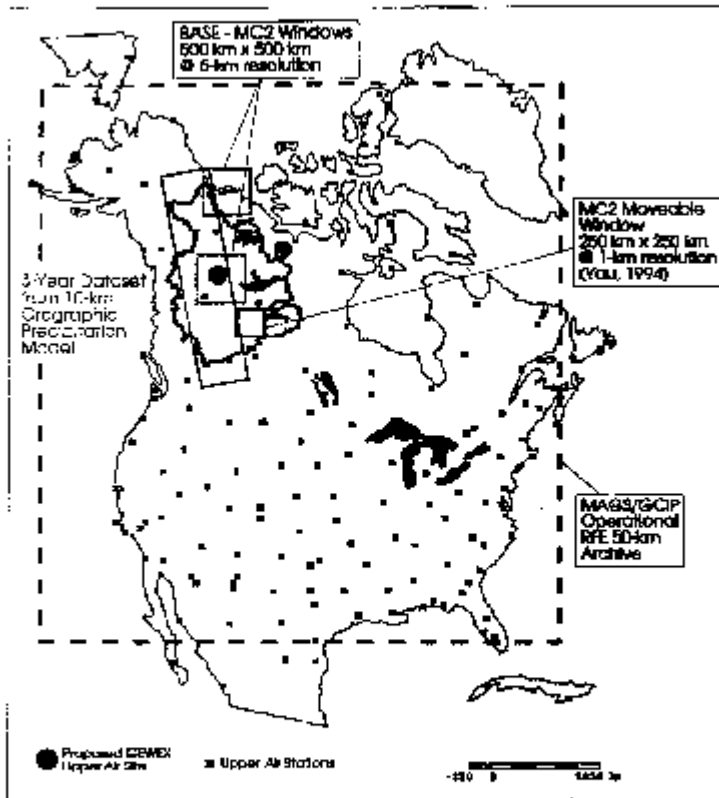 BASE - MC2 Windows
500 km x 500 km
@ 5-km resolution
MC2 Moveable
Window
250 km x 250 km
@ 1-km resolution
(Yau, 1994)
-Year Dataset
from 10-km
Orographic
Precipitation
Model
MAGS/GCIP
Operational
RFE 50-km
Archive
Proposed GEWEX
Upper Air Site
Upper Air Stations
0